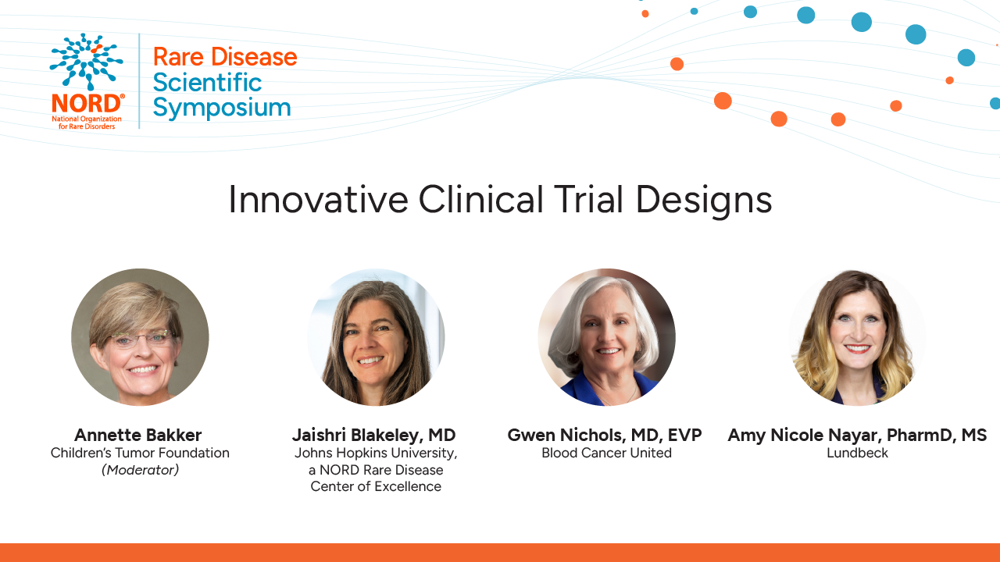 NORD®
National Organization
for Rare Disorders
Rare Disease
Scientific
Symposium
Innovative Clinical Trial Designs
Annette Bakker
Children’s Tumor Foundation
(Moderator)
Jaishri Blakeley, MD
Johns Hopkins University,
a NORD Rare Disease
Center of Excellence
Gwen Nichols, MD, EVP
Blood Cancer United
Amy Nicole Nayar, PharmD, MS
Lundbeck